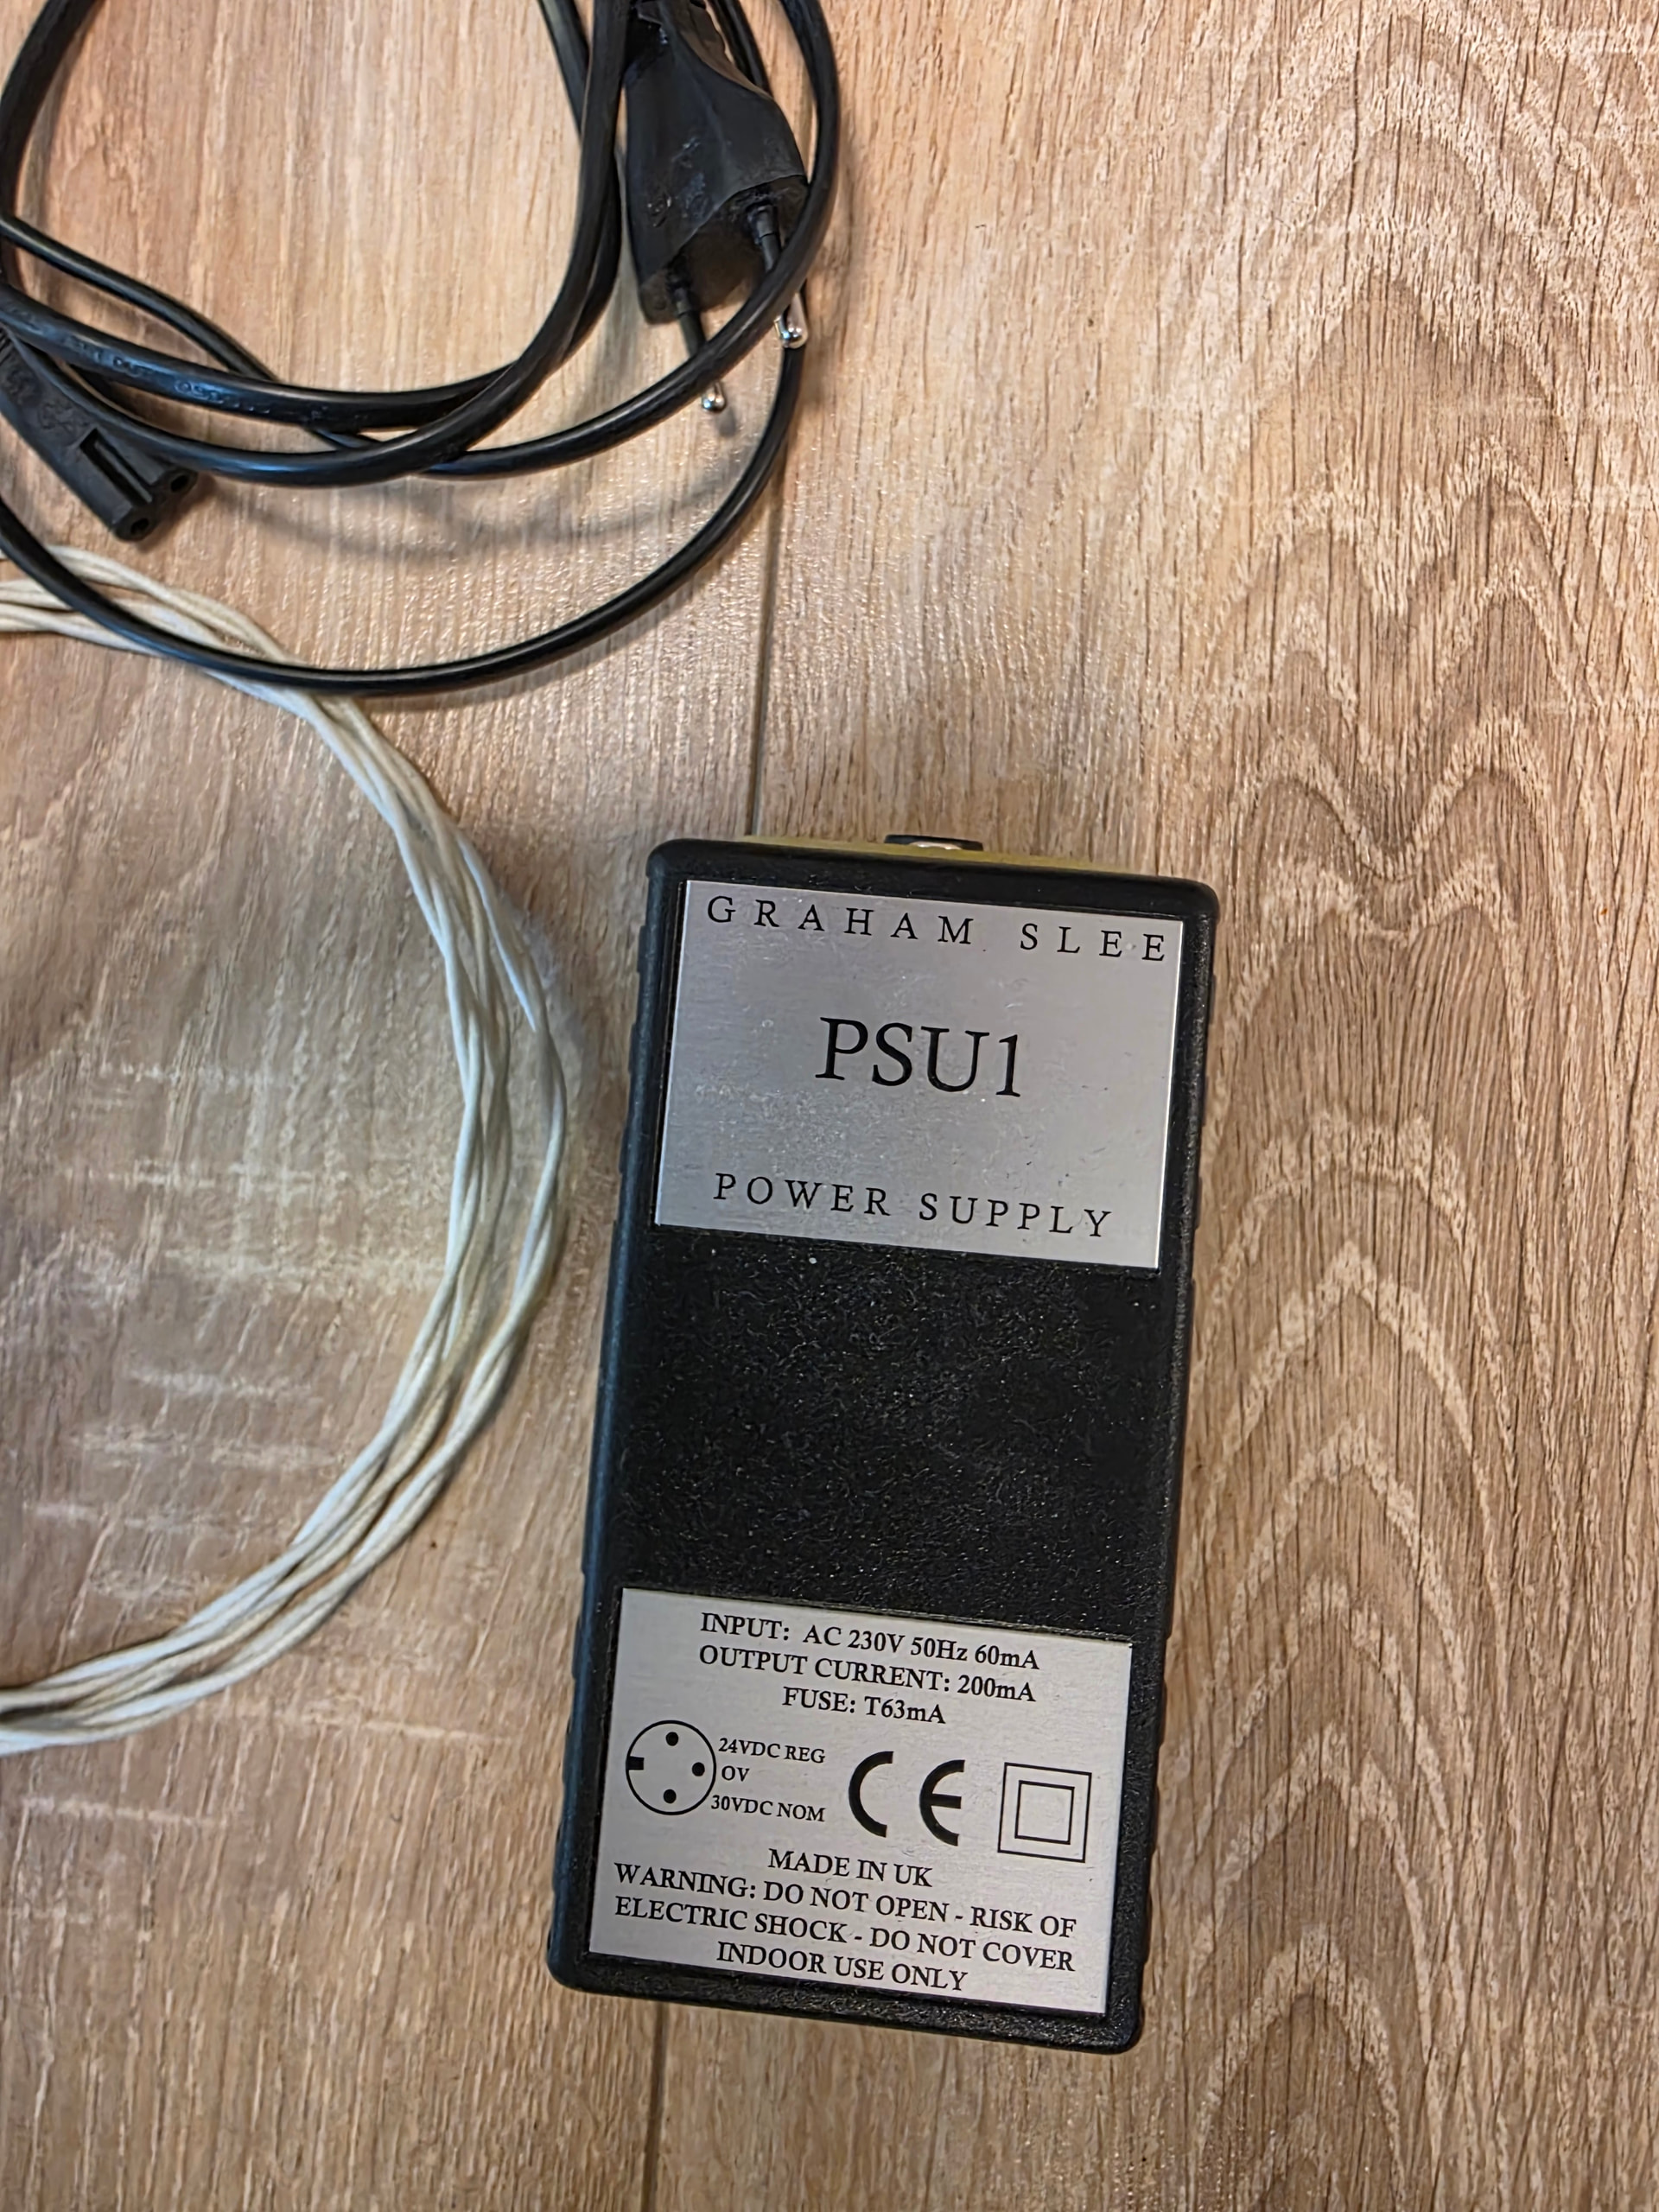 GRAHAM SLEE
PSU1
POWER SUPPLY
INPUT: AC 230V 50Hz 60mA
OUTPUT CURRENT: 200mA
FUSE: T63mA
24VDC REG
OV
30VDC NOM
CE
MADE IN UK
WARNING: DO NOT OPEN - RISK OF
ELECTRIC SHOCK - DO NOT COVER
INDOOR USE ONLY